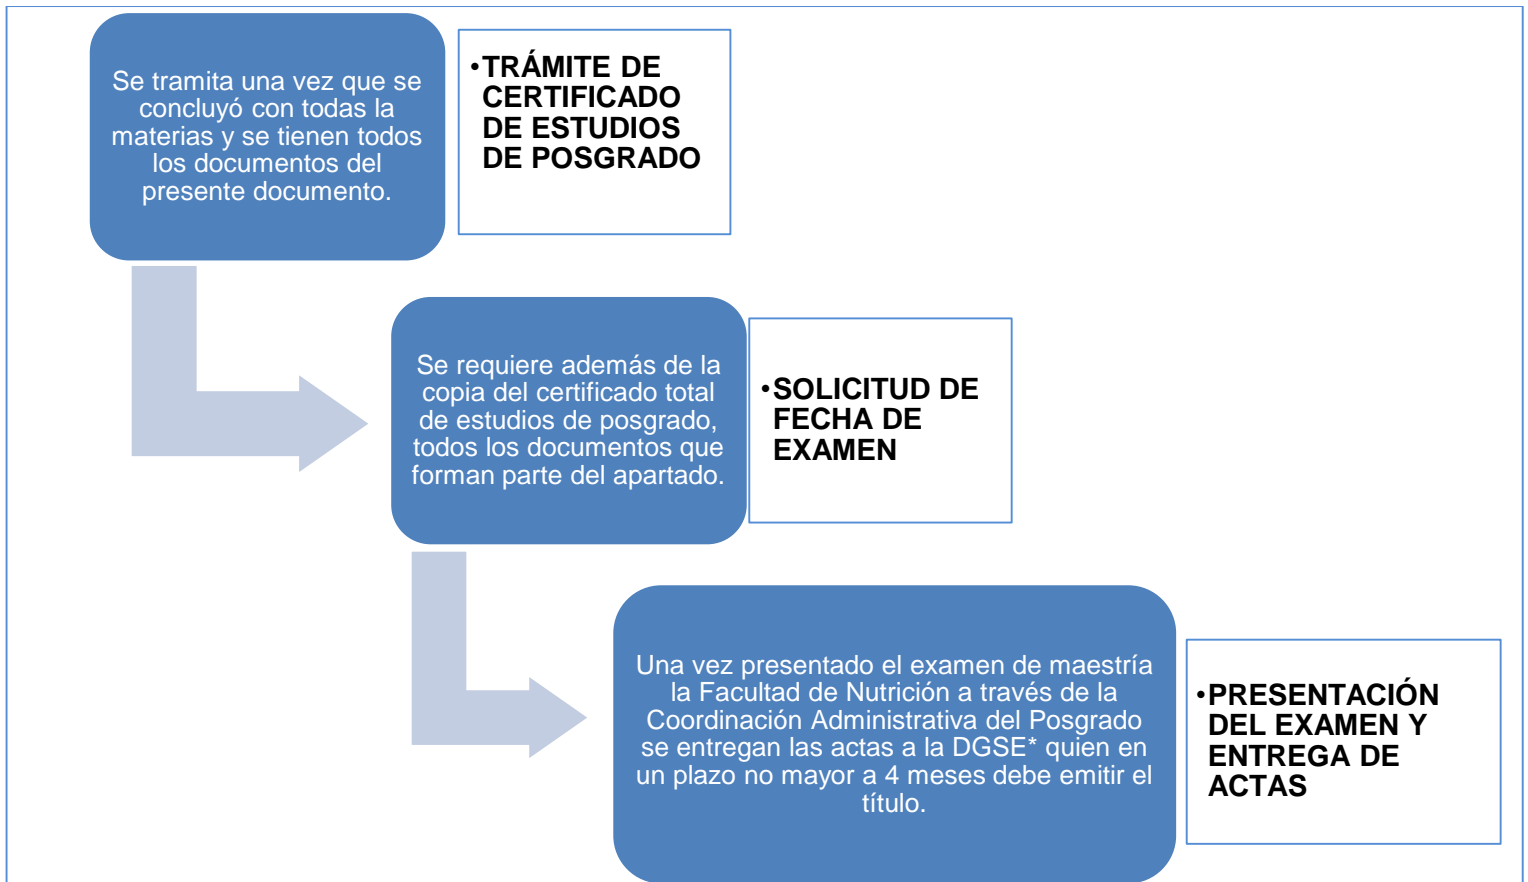 Se tramita una vez que se
concluyó con todas la
materias y se tienen todos
los documentos del
presente documento.
•TRÁMITE DE
CERTIFICADO
DE ESTUDIOS
DE POSGRADO
Se requiere además de la
copia del certificado total
de estudios de posgrado,
todos los documentos que
forman parte del apartado.
•SOLICITUD DE
FECHA DE
EXAMEN
Una vez presentado el examen de maestría
la Facultad de Nutrición a través de la
Coordinación Administrativa del Posgrado
se entregan las actas a la DGSE* quien en
un plazo no mayor a 4 meses debe emitir el
título.
•PRESENTACIÓN
DEL EXAMEN Y
ENTREGA DE
ACTAS